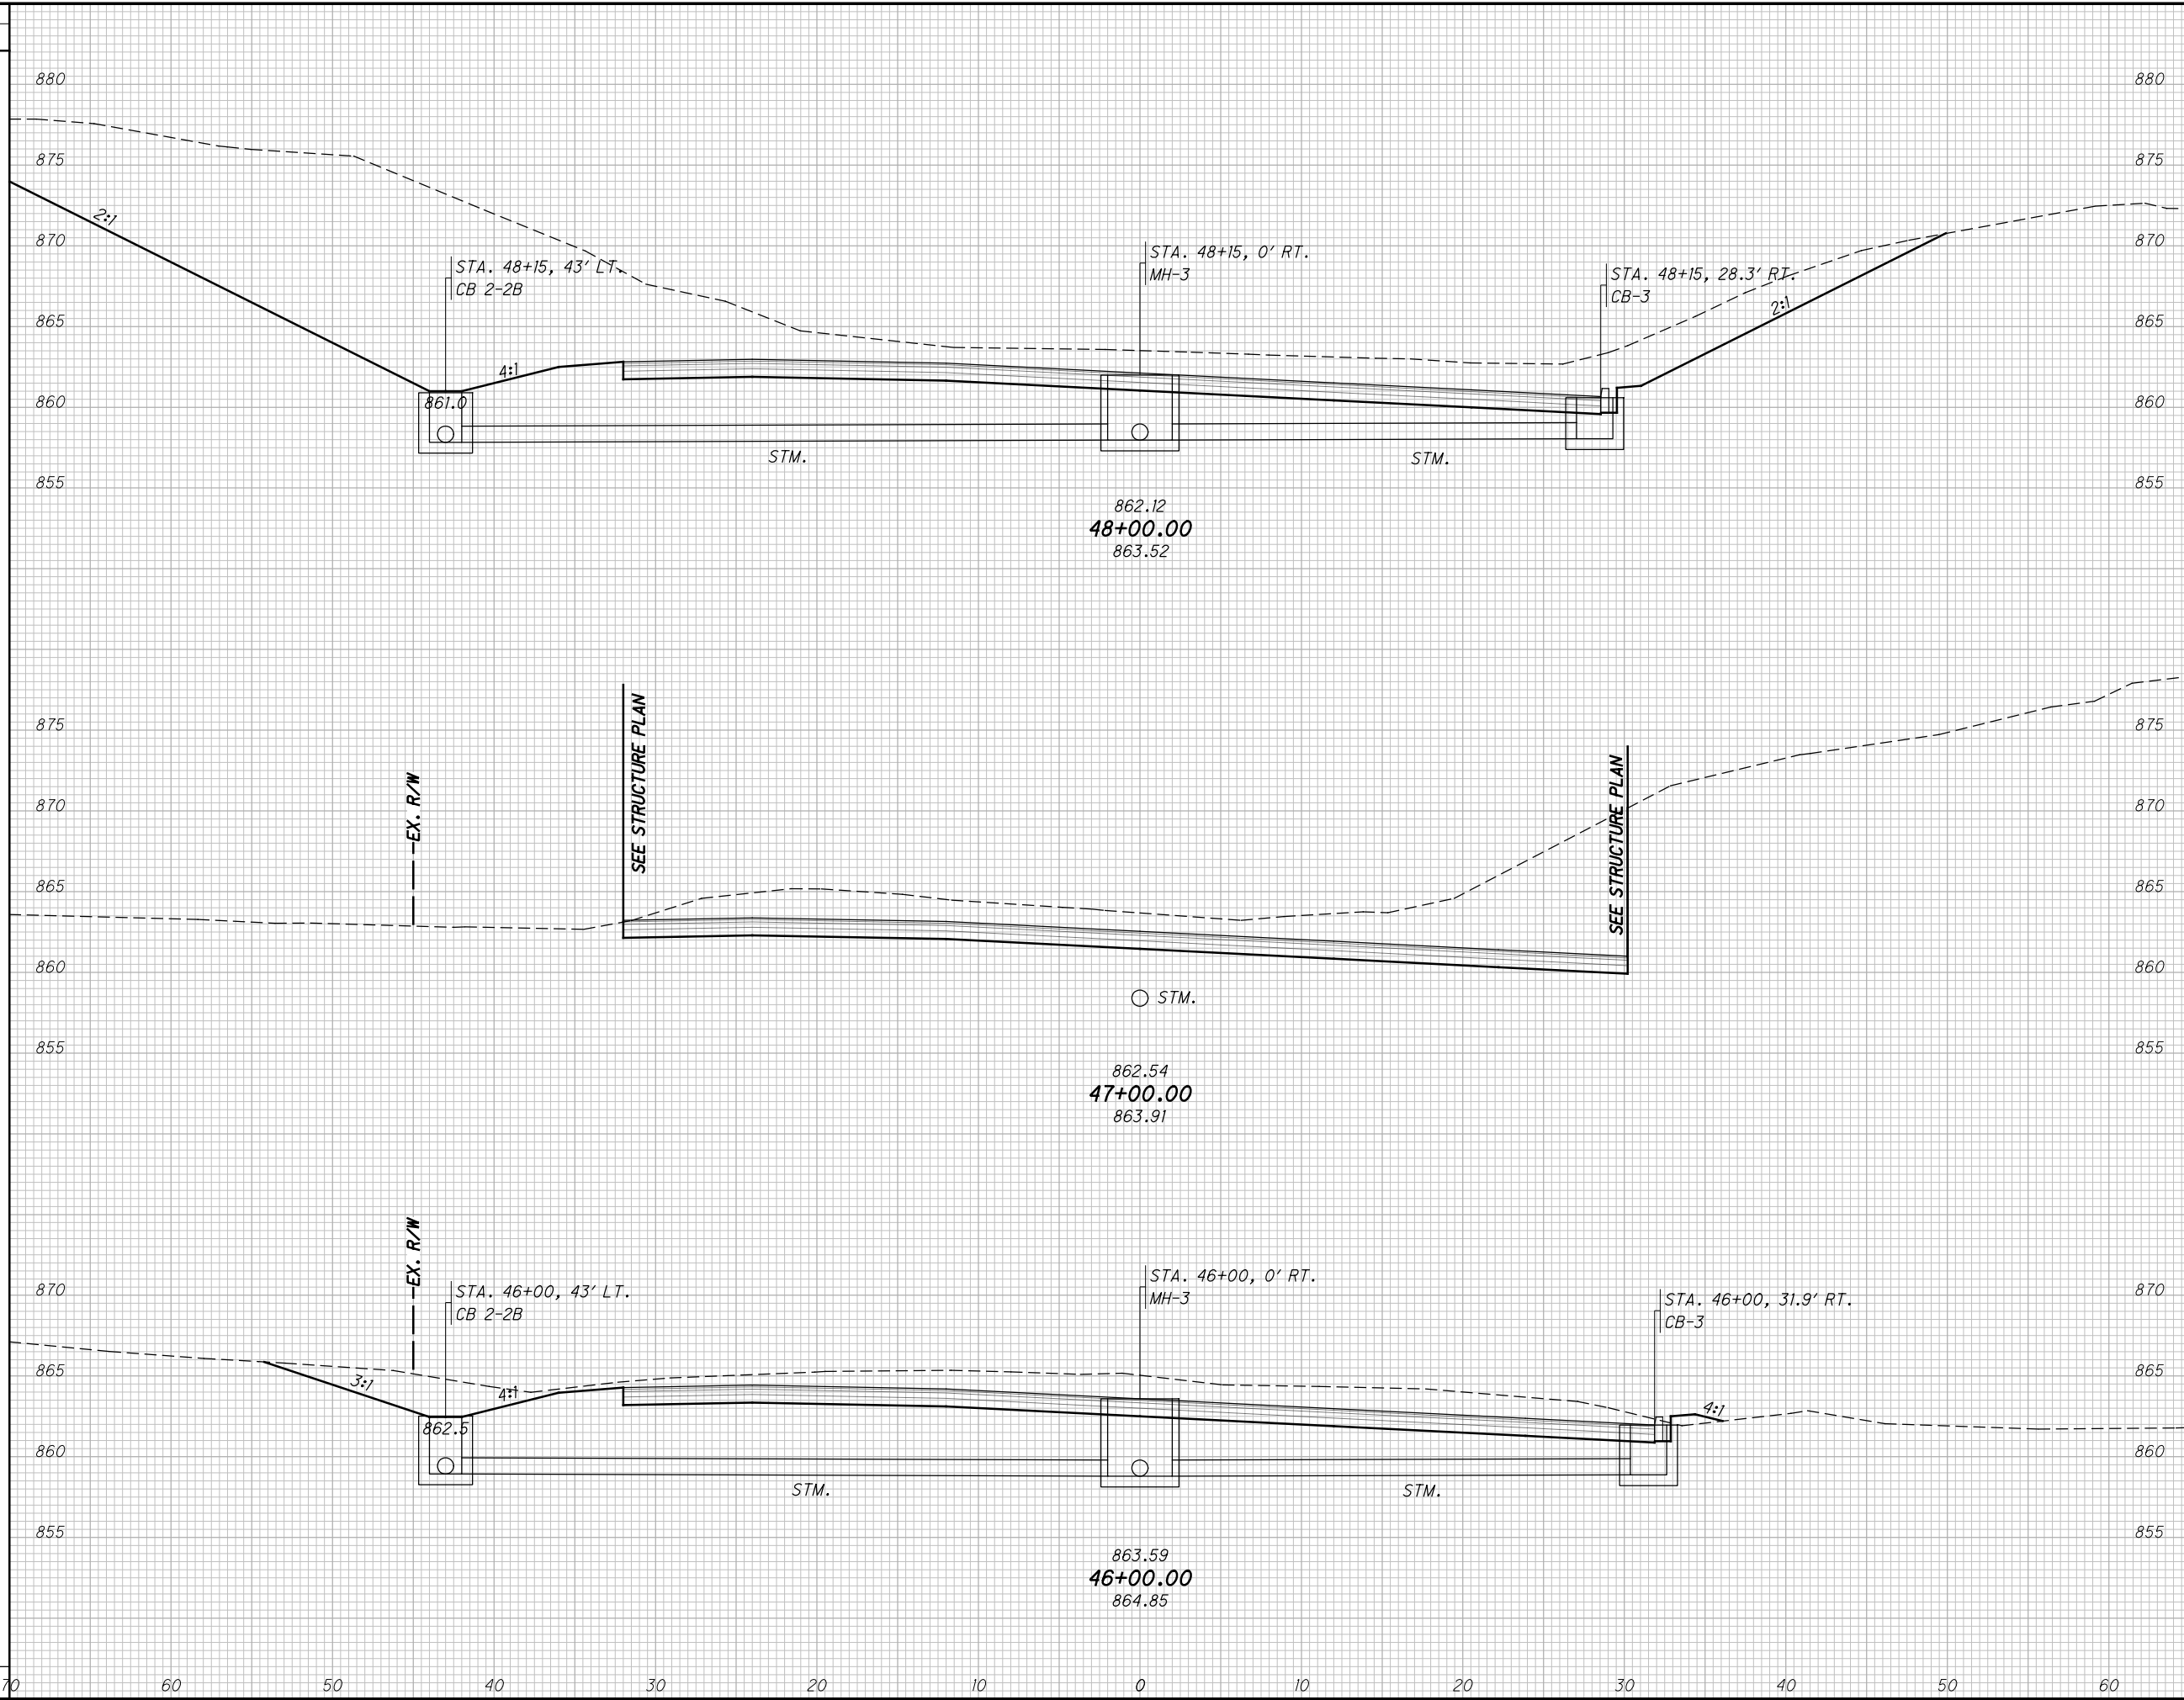 880 880
875 875
2:1
870 870
STA. 48+15, 43' LT.
CB 2-2B
STA. 48+15, 0' RT.
MH-3
STA. 48+15, 28.3' RT.
CB-3
2:1
865 865
4:1
861.0
860 860
STM. STM.
855 855
862.12
48+00.00
863.52
875 875
EX. R/W
SEE STRUCTURE PLAN
SEE STRUCTURE PLAN
870 870
865 865
860 860
STM.
855 855
862.54
47+00.00
863.91
EX. R/W
870 870
STA. 46+00, 43' LT.
CB 2-2B
STA. 46+00, 0' RT.
MH-3
STA. 46+00, 31.9' RT.
CB-3
865 865
3:1 4:1
4:1
862.5
860 860
STM. STM.
855 855
863.59
46+00.00
864.85
70 60 50 40 30 20 10 0 10 20 30 40 50 60